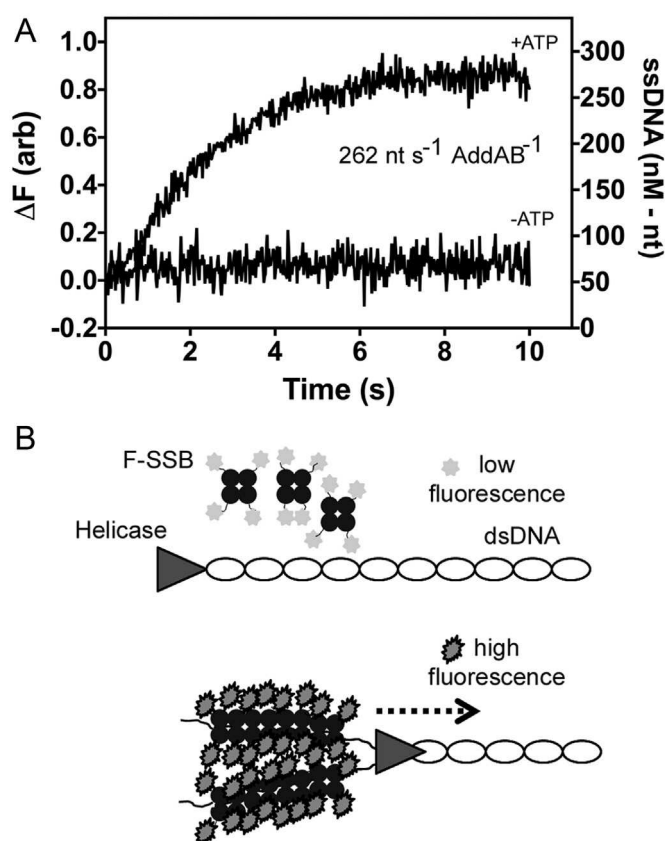 A
1.0
0.8
0.6
0.4
0.2
0.0
-0.2
ΔF (arb)
+ATP
262 nt s⁻¹ AddAB⁻¹
-ATP
300
250
200
150
100
50
0
ssDNA (nM - nt)
0 2 4 6 8 10
Time (s)
B
F-SSB
low
fluorescence
Helicase
dsDNA
high
fluorescence